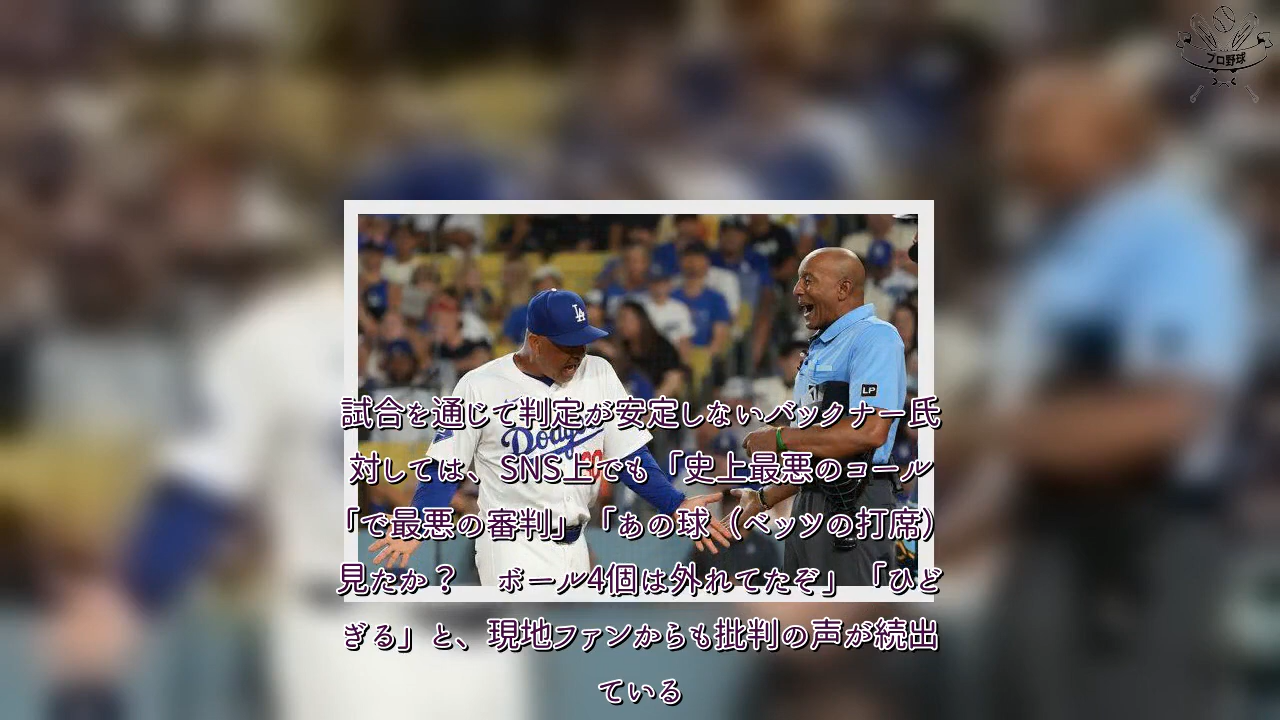 プロ野球
LA
LP
Dodg
試合を通じて判定が安定しないバックナー氏
対しては、SNS上でも「史上最悪のコール
「で最悪の審判」「あの球（ベッツの打席）
見たか？　ボール4個は外れてたぞ」「ひど
ぎる」と、現地ファンからも批判の声が続出
ている